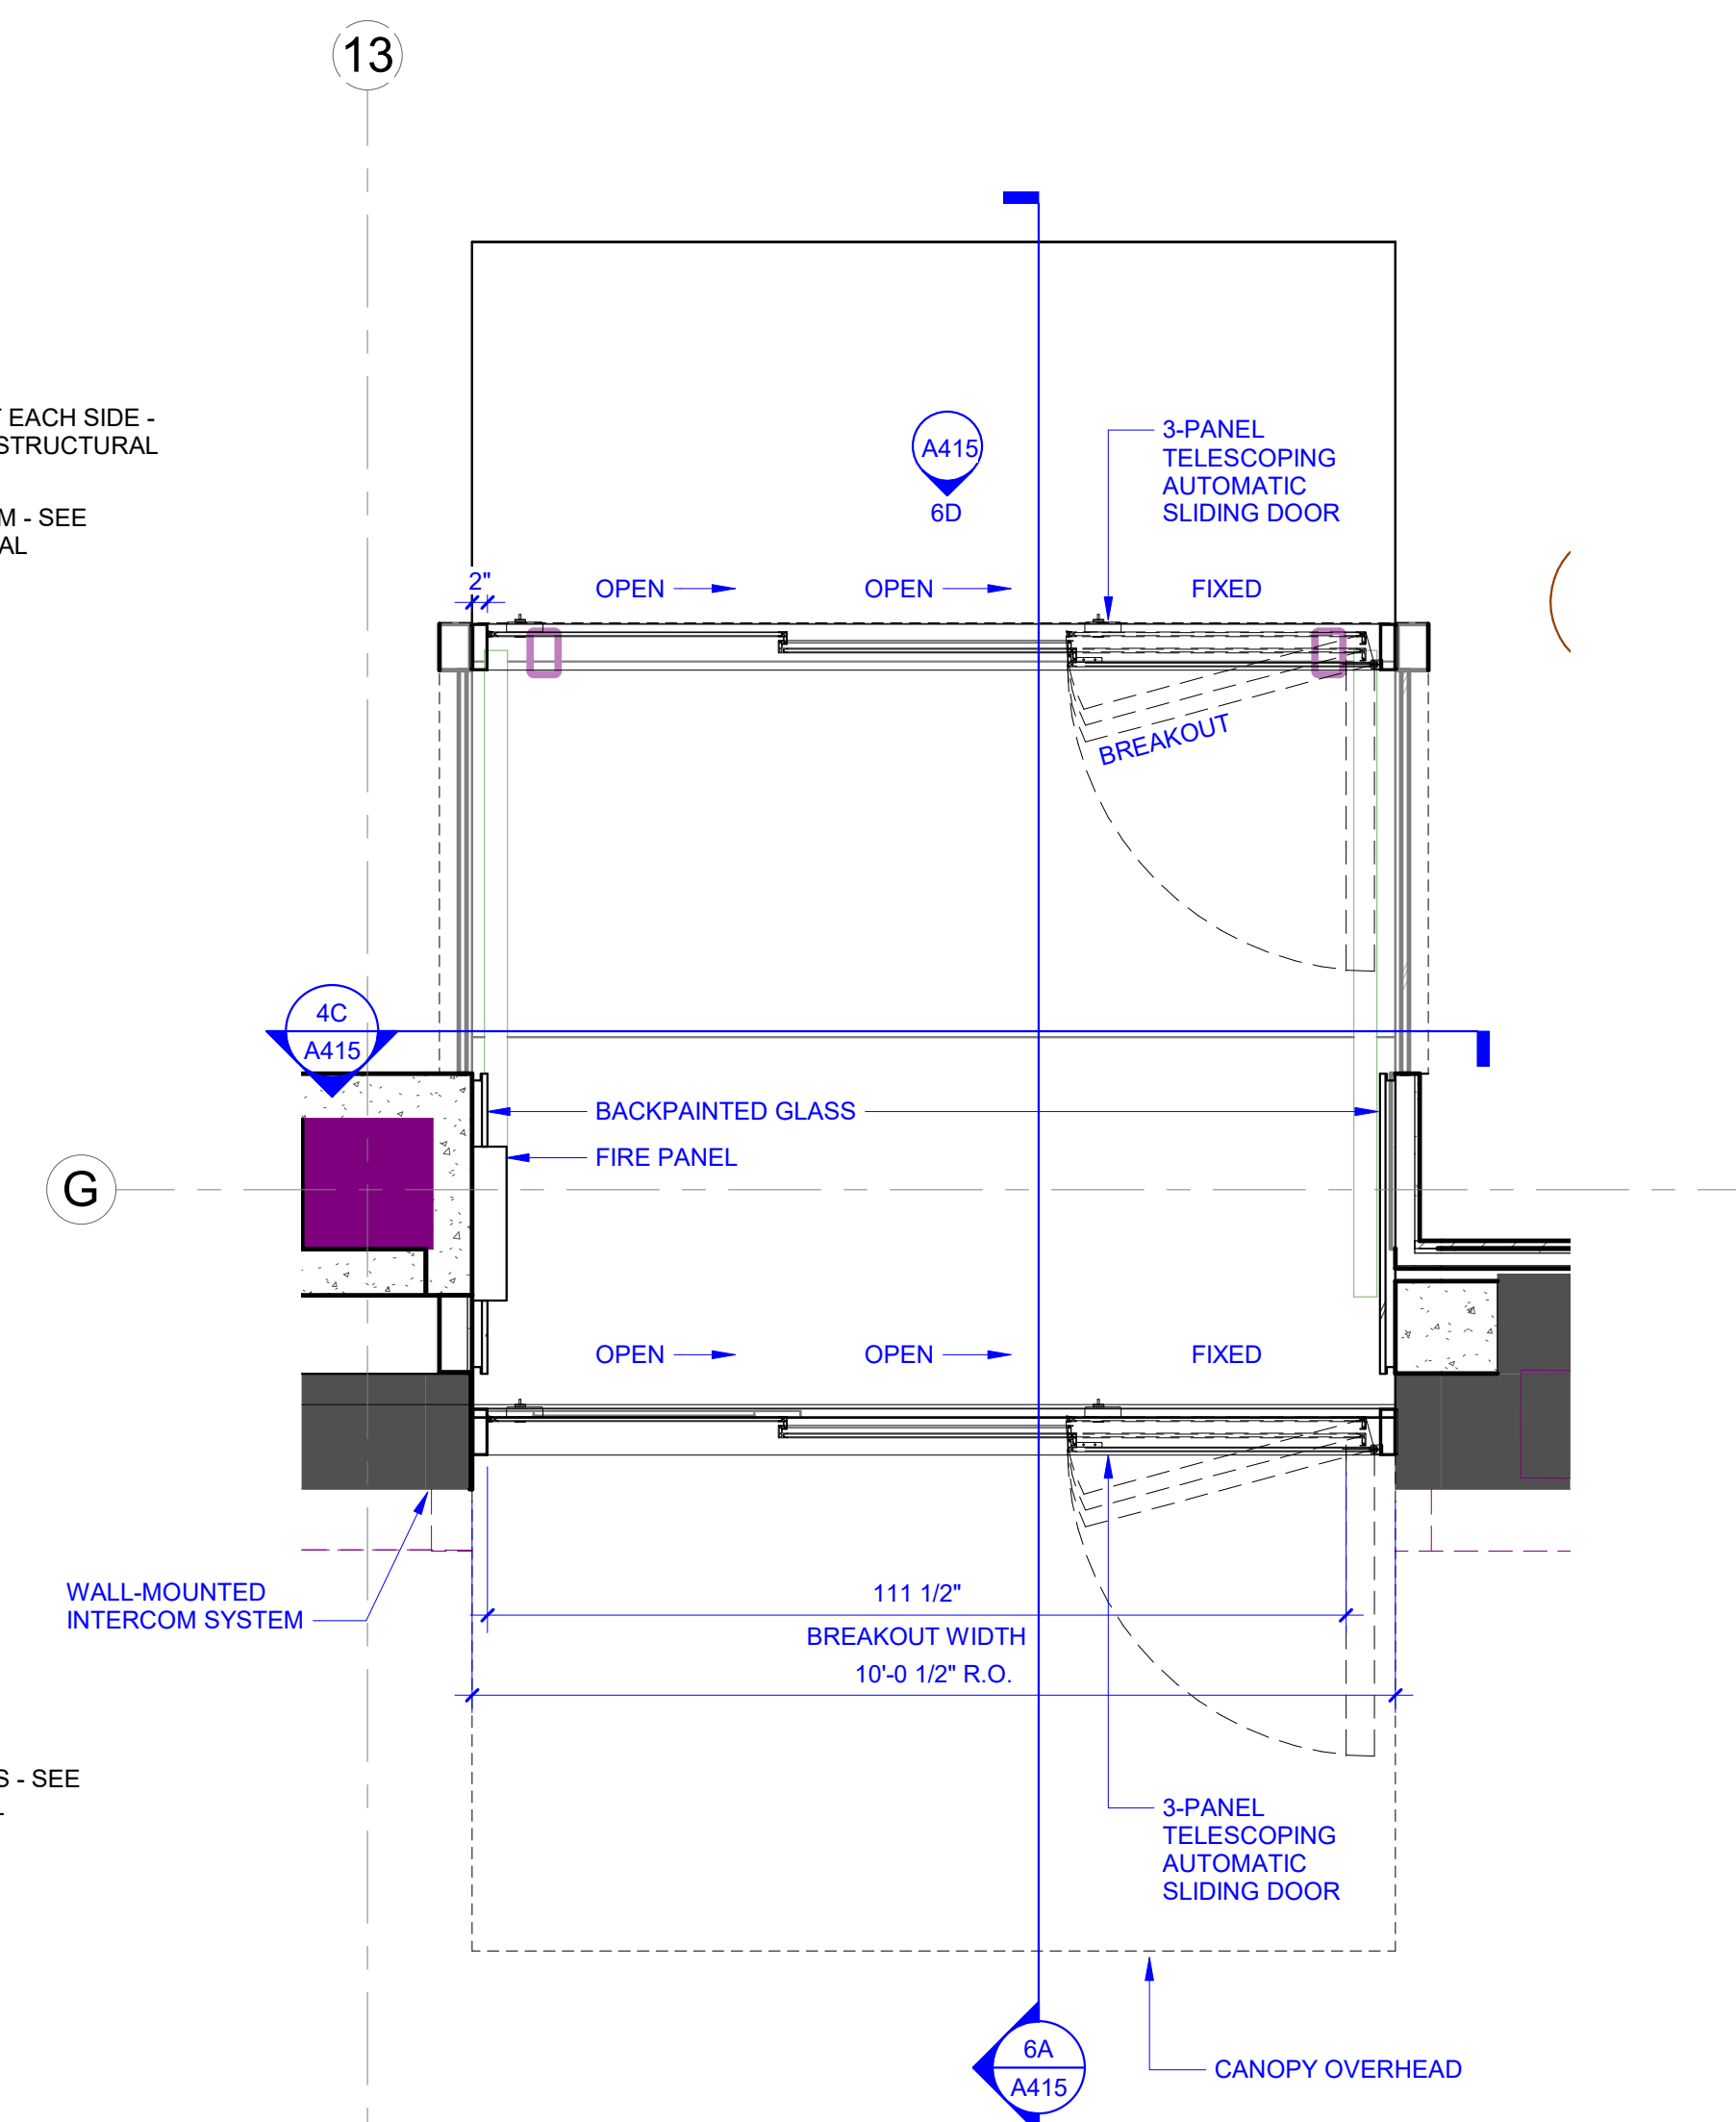 13
EACH SIDE -
STRUCTURAL
M - SEE
AL
A415
6D
3-PANEL
TELESCOPING
AUTOMATIC
SLIDING DOOR
2"
OPEN
OPEN
FIXED
BREAKOUT
4C
A415
BACKPAINTED GLASS
FIRE PANEL
G
OPEN
OPEN
FIXED
WALL-MOUNTED
INTERCOM SYSTEM
111 1/2"
BREAKOUT WIDTH
10'-0 1/2" R.O.
S - SEE
3-PANEL
TELESCOPING
AUTOMATIC
SLIDING DOOR
6A
A415
CANOPY OVERHEAD